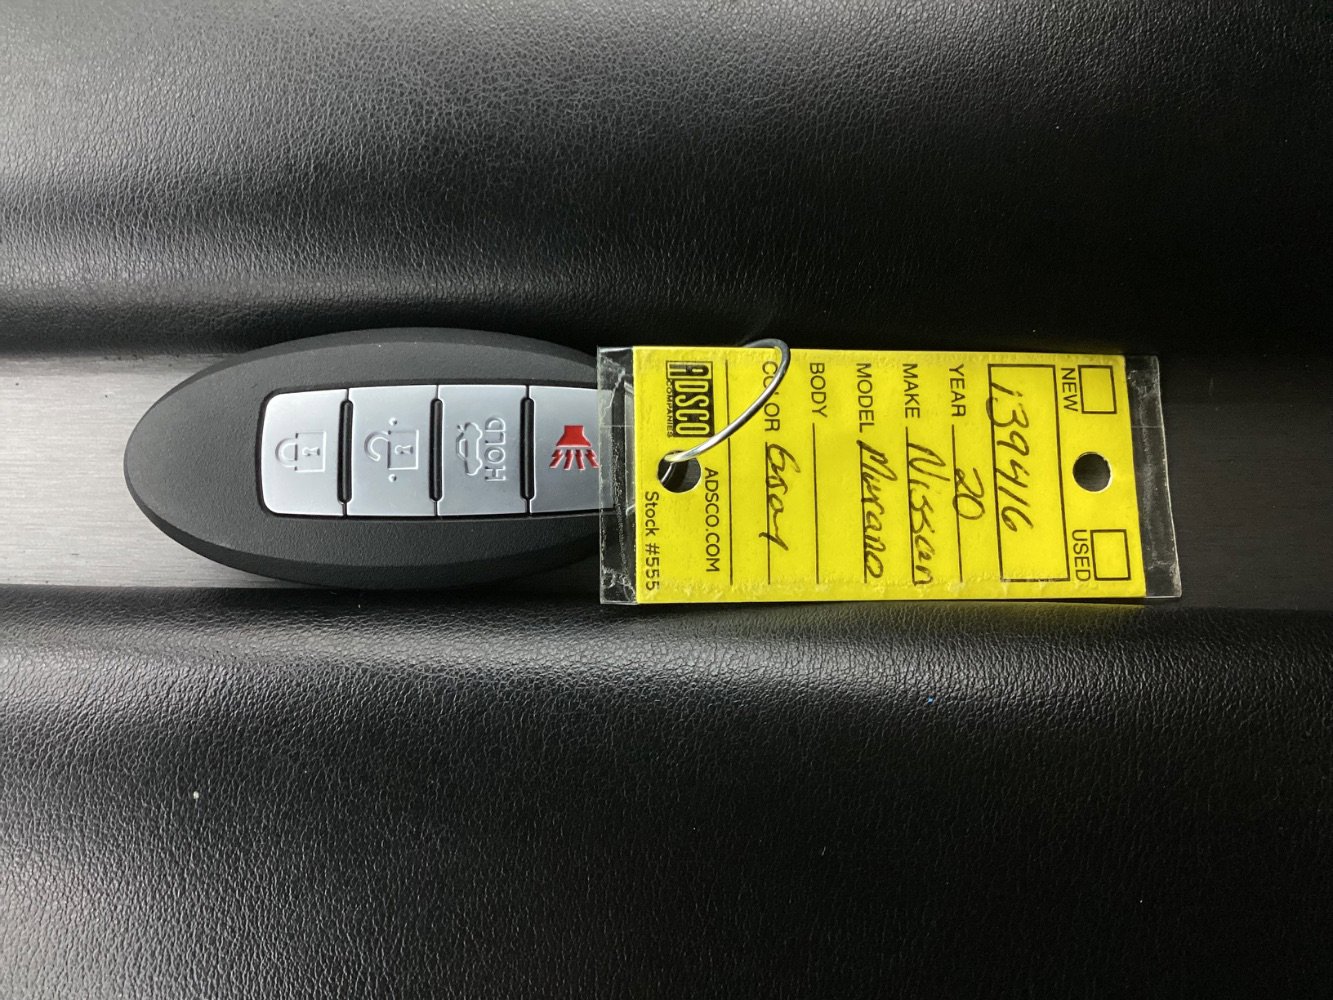 NEW USED
139416
YEAR 20
MAKE Nissan
MODEL Murano
BODY
COLOR Gray
ADSCO
COMPANIES
ADSCO.COM
Stock #555
HOLD